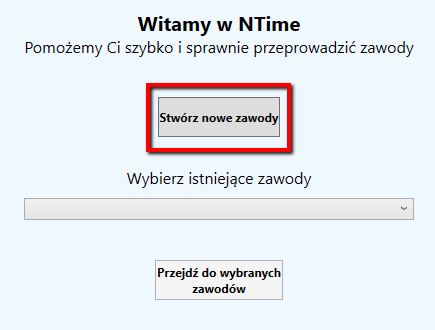 Witamy w NTime
Pomożemy Ci szybko i sprawnie przeprowadzić zawody
Stwórz nowe zawody
Wybierz istniejące zawody
Przejdź do wybranych
zawodów